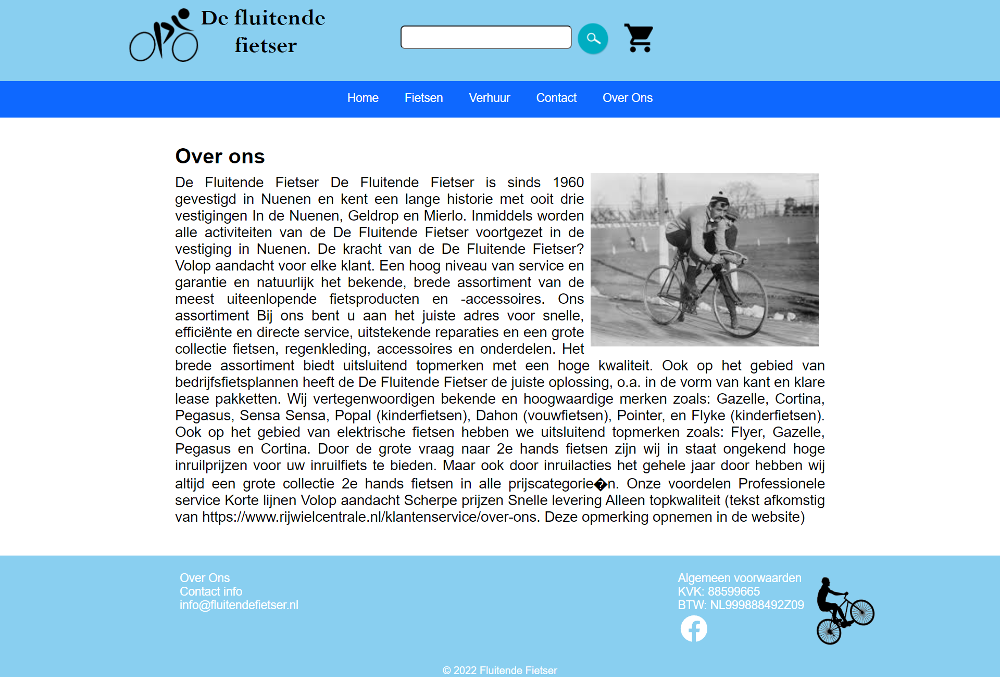 De fluitende
fietser
Home Fietsen Verhuur Contact Over Ons
Over ons
De Fluitende Fietser De Fluitende Fietser is sinds 1960
gevestigd in Nuenen en kent een lange historie met ooit drie
vestigingen In de Nuenen, Geldrop en Mierlo. Inmiddels worden
alle activiteiten van de De Fluitende Fietser voortgezet in de
vestiging in Nuenen. De kracht van de De Fluitende Fietser?
Volop aandacht voor elke klant. Een hoog niveau van service en
garantie en natuurlijk het bekende, brede assortiment van de
meest uiteenlopende fietsproducten en -accessoires. Ons
assortiment Bij ons bent u aan het juiste adres voor snelle,
efficiënte en directe service, uitstekende reparaties en een grote
collectie fietsen, regenkleding, accessoires en onderdelen. Het
brede assortiment biedt uitsluitend topmerken met een hoge kwaliteit. Ook op het gebied van
bedrijfsfietsplannen heeft de De Fluitende Fietser de juiste oplossing, o.a. in de vorm van kant en klare
lease pakketten. Wij vertegenwoordigen bekende en hoogwaardige merken zoals: Gazelle, Cortina,
Pegasus, Sensa Sensa, Popal (kinderfietsen), Dahon (vouwfietsen), Pointer, en Flyke (kinderfietsen).
Ook op het gebied van elektrische fietsen hebben we uitsluitend topmerken zoals: Flyer, Gazelle,
Pegasus en Cortina. Door de grote vraag naar 2e hands fietsen zijn wij in staat ongekend hoge
inruilprijzen voor uw inruilfiets te bieden. Maar ook door inruilacties het gehele jaar door hebben wij
altijd een grote collectie 2e hands fietsen in alle prijscategorie�n. Onze voordelen Professionele
service Korte lijnen Volop aandacht Scherpe prijzen Snelle levering Alleen topkwaliteit (tekst afkomstig
van https://www.rijwielcentrale.nl/klantenservice/over-ons. Deze opmerking opnemen in de website)
Over Ons
Contact info
info@fluitendefietser.nl
Algemeen voorwaarden
KVK: 88599665
BTW: NL999888492Z09
© 2022 Fluitende Fietser